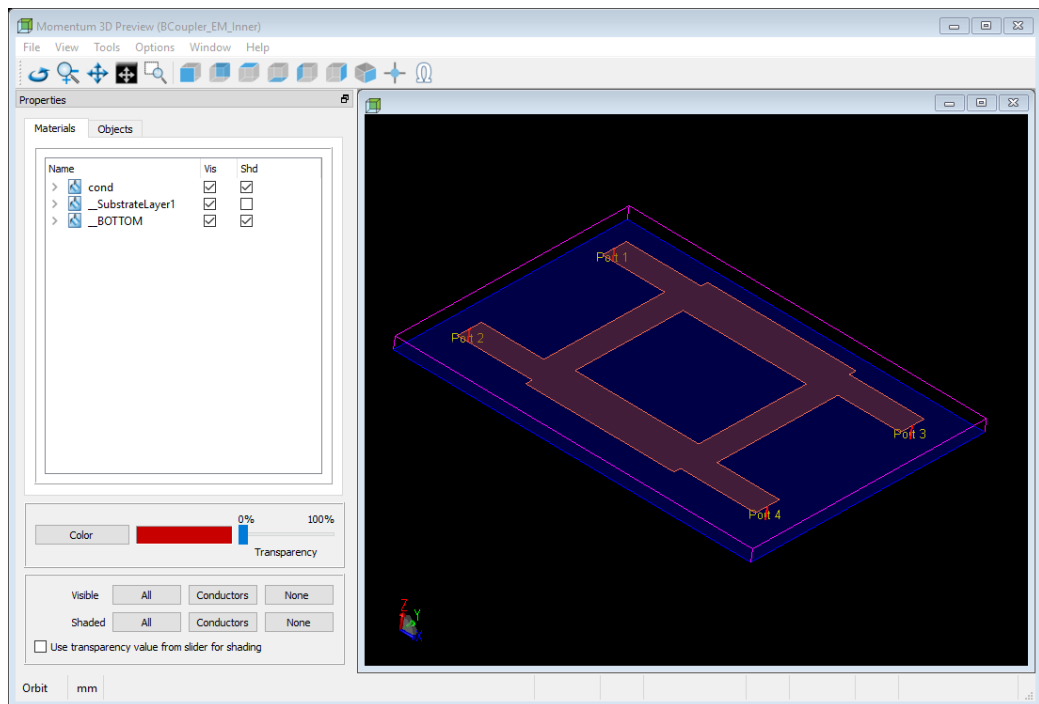 Momentum 3D Preview (BCoupler_EM_Inner)
File View Tools Options Window Help
Properties
Materials Objects
Name Vis Shd
cond
__SubstrateLayer1
__BOTTOM
0% 100%
Color
Transparency
Visible All Conductors None
Shaded All Conductors None
Use transparency value from slider for shading
Port 1
Port 2
Port 3
Port 4
Z
Y
X
Orbit mm